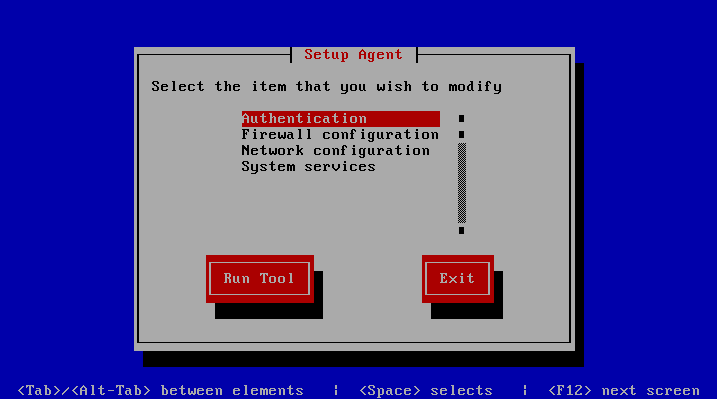 Setup Agent
Select the item that you wish to modify
Authentication
Firewall configuration
Network configuration
System services
Run Tool
Exit
<Tab>/<Alt-Tab> between elements   |   <Space> selects   |   <F12> next screen